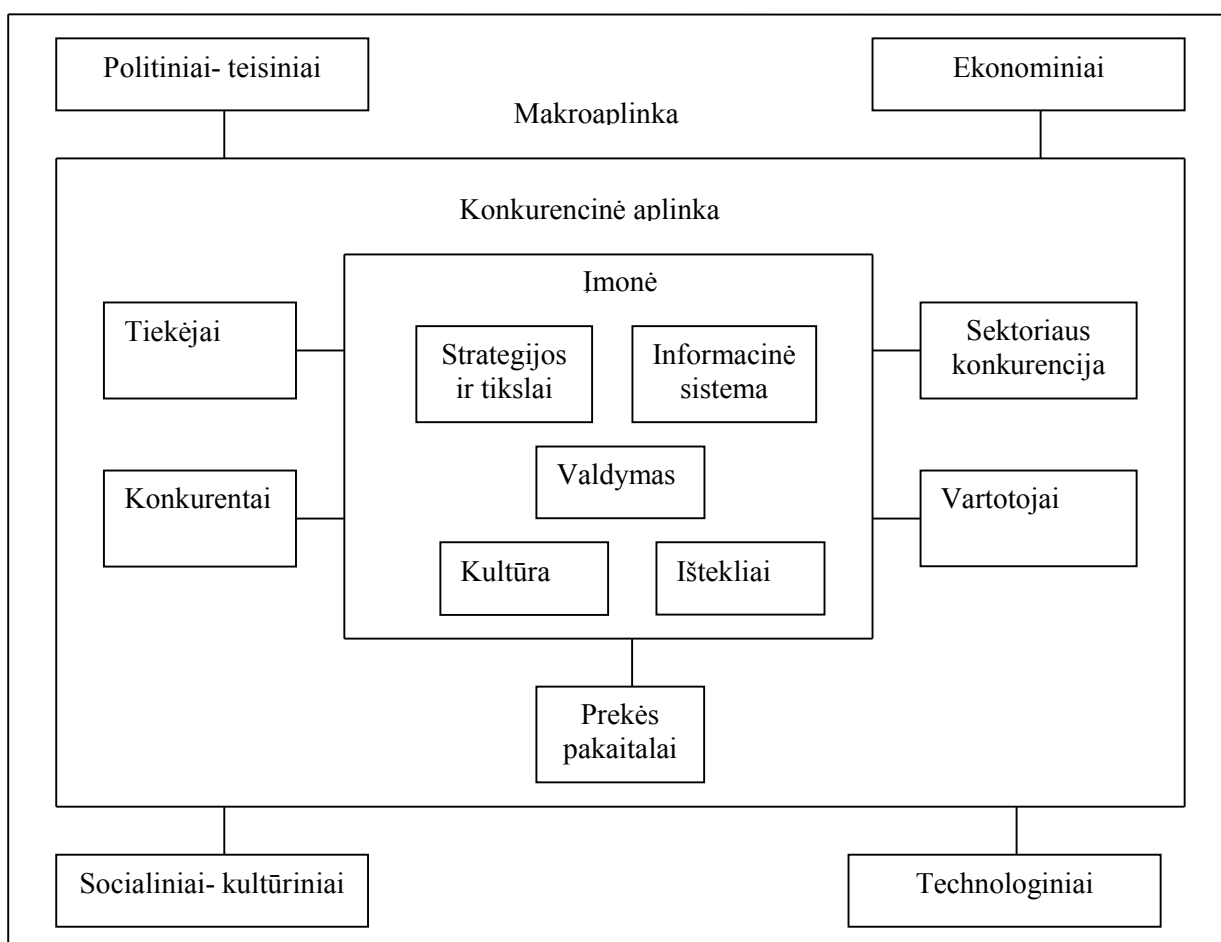 Politiniai- teisiniai
Ekonominiai
Makroaplinka
Konkurencinė aplinka
Įmonė
Tiekėjai
Strategijos
ir tikslai
Informacinė
sistema
Sektoriaus
konkurencija
Konkurentai
Valdymas
Vartotojai
Kultūra
Ištekliai
Prekės
pakaitalai
Socialiniai- kultūriniai
Technologiniai